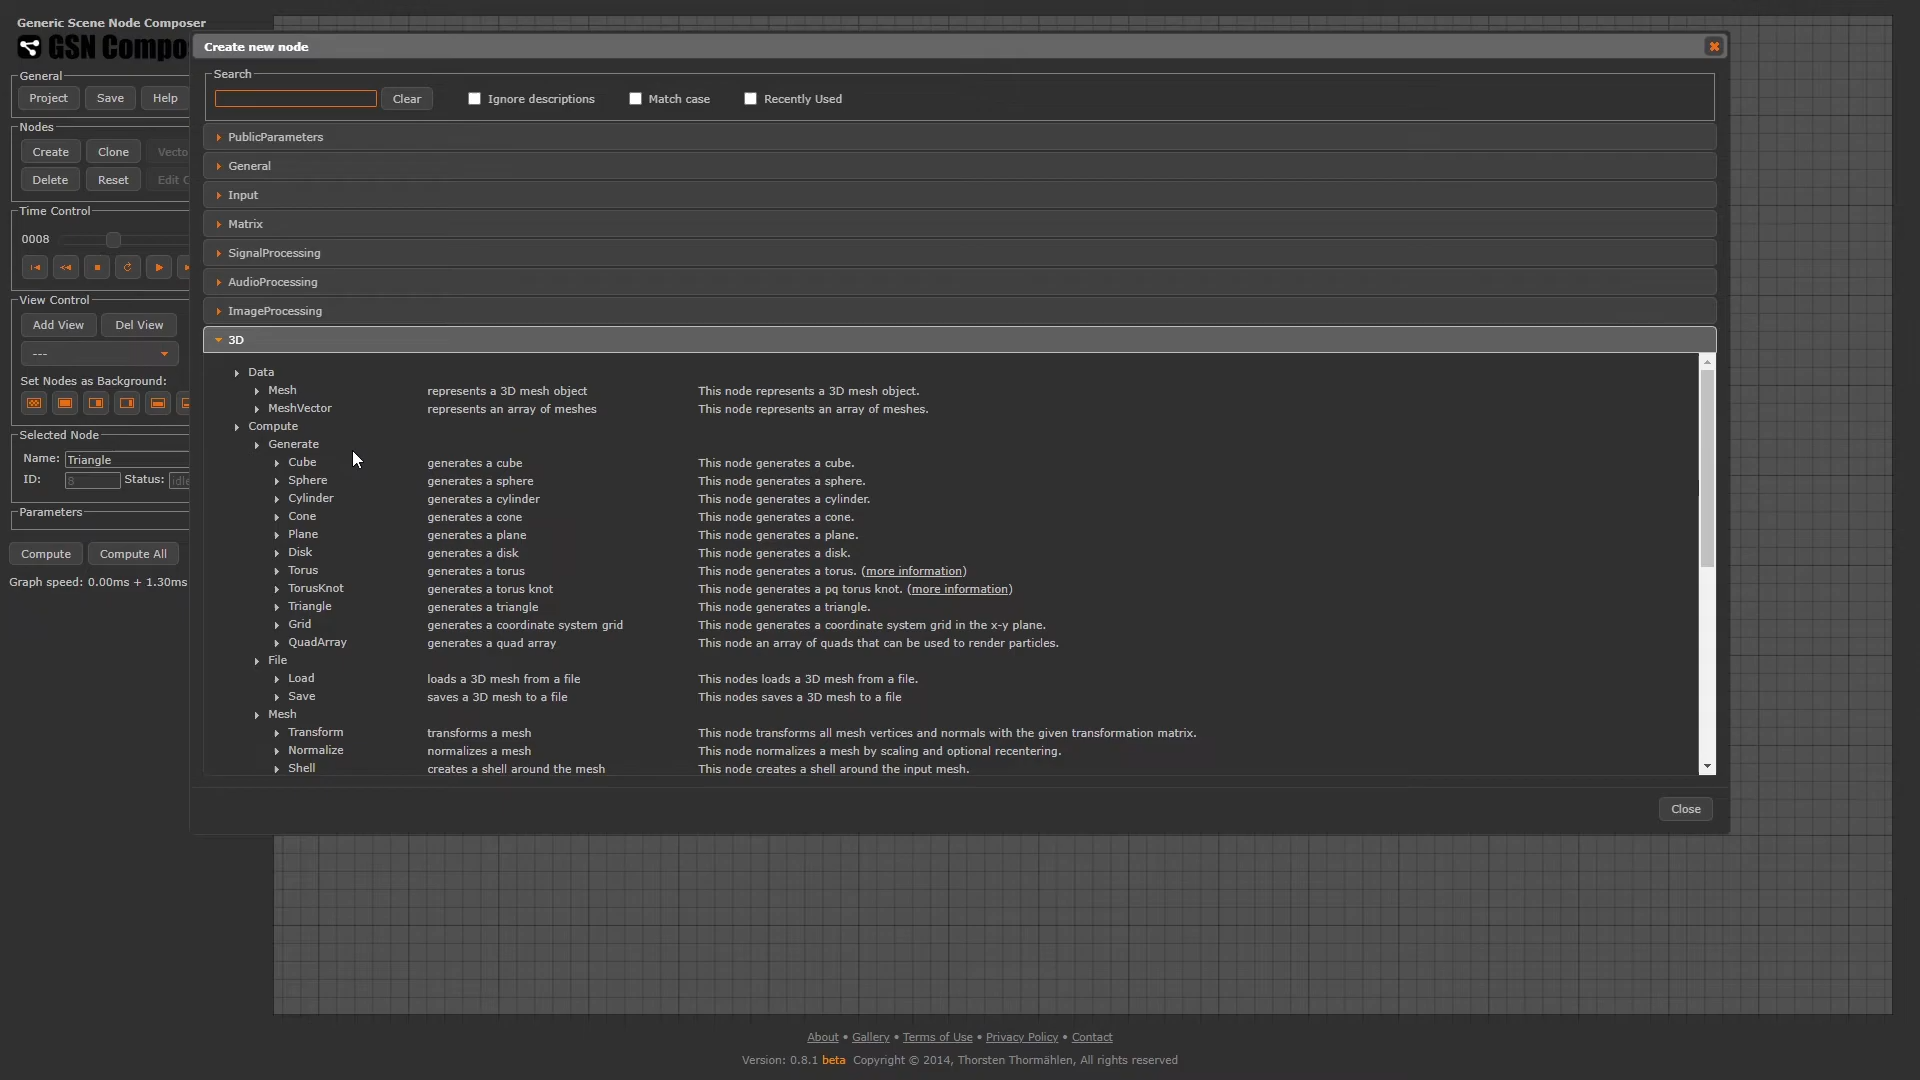 Generic Scene Node Composer
GSN Compo
Create new node
Search
Clear
Ignore descriptions
Match case
Recently Used
General
Project
Save
Help
Nodes
Create
Clone
Vecto
Delete
Reset
Edit C
Time Control
0008
View Control
Add View
Del View
---
Set Nodes as Background:
Selected Node
Name: Triangle
ID: 8 Status: idle
Parameters
Compute
Compute All
Graph speed: 0.00ms + 1.30ms
PublicParameters
General
Input
Matrix
SignalProcessing
AudioProcessing
ImageProcessing
3D
Data
Mesh represents a 3D mesh object This node represents a 3D mesh object.
MeshVector represents an array of meshes This node represents an array of meshes.
Compute
Generate
Cube generates a cube This node generates a cube.
Sphere generates a sphere This node generates a sphere.
Cylinder generates a cylinder This node generates a cylinder.
Cone generates a cone This node generates a cone.
Plane generates a plane This node generates a plane.
Disk generates a disk This node generates a disk.
Torus generates a torus This node generates a torus. (more information)
TorusKnot generates a torus knot This node generates a pq torus knot. (more information)
Triangle generates a triangle This node generates a triangle.
Grid generates a coordinate system grid This node generates a coordinate system grid in the x-y plane.
QuadArray generates a quad array This node an array of quads that can be used to render particles.
File
Load loads a 3D mesh from a file This nodes loads a 3D mesh from a file.
Save saves a 3D mesh to a file This nodes saves a 3D mesh to a file
Mesh
Transform transforms a mesh This node transforms all mesh vertices and normals with the given transformation matrix.
Normalize normalizes a mesh This node normalizes a mesh by scaling and optional recentering.
Shell creates a shell around the mesh This node creates a shell around the input mesh.
Close
About • Gallery • Terms of Use • Privacy Policy • Contact
Version: 0.8.1 beta Copyright © 2014, Thorsten Thormählen, All rights reserved